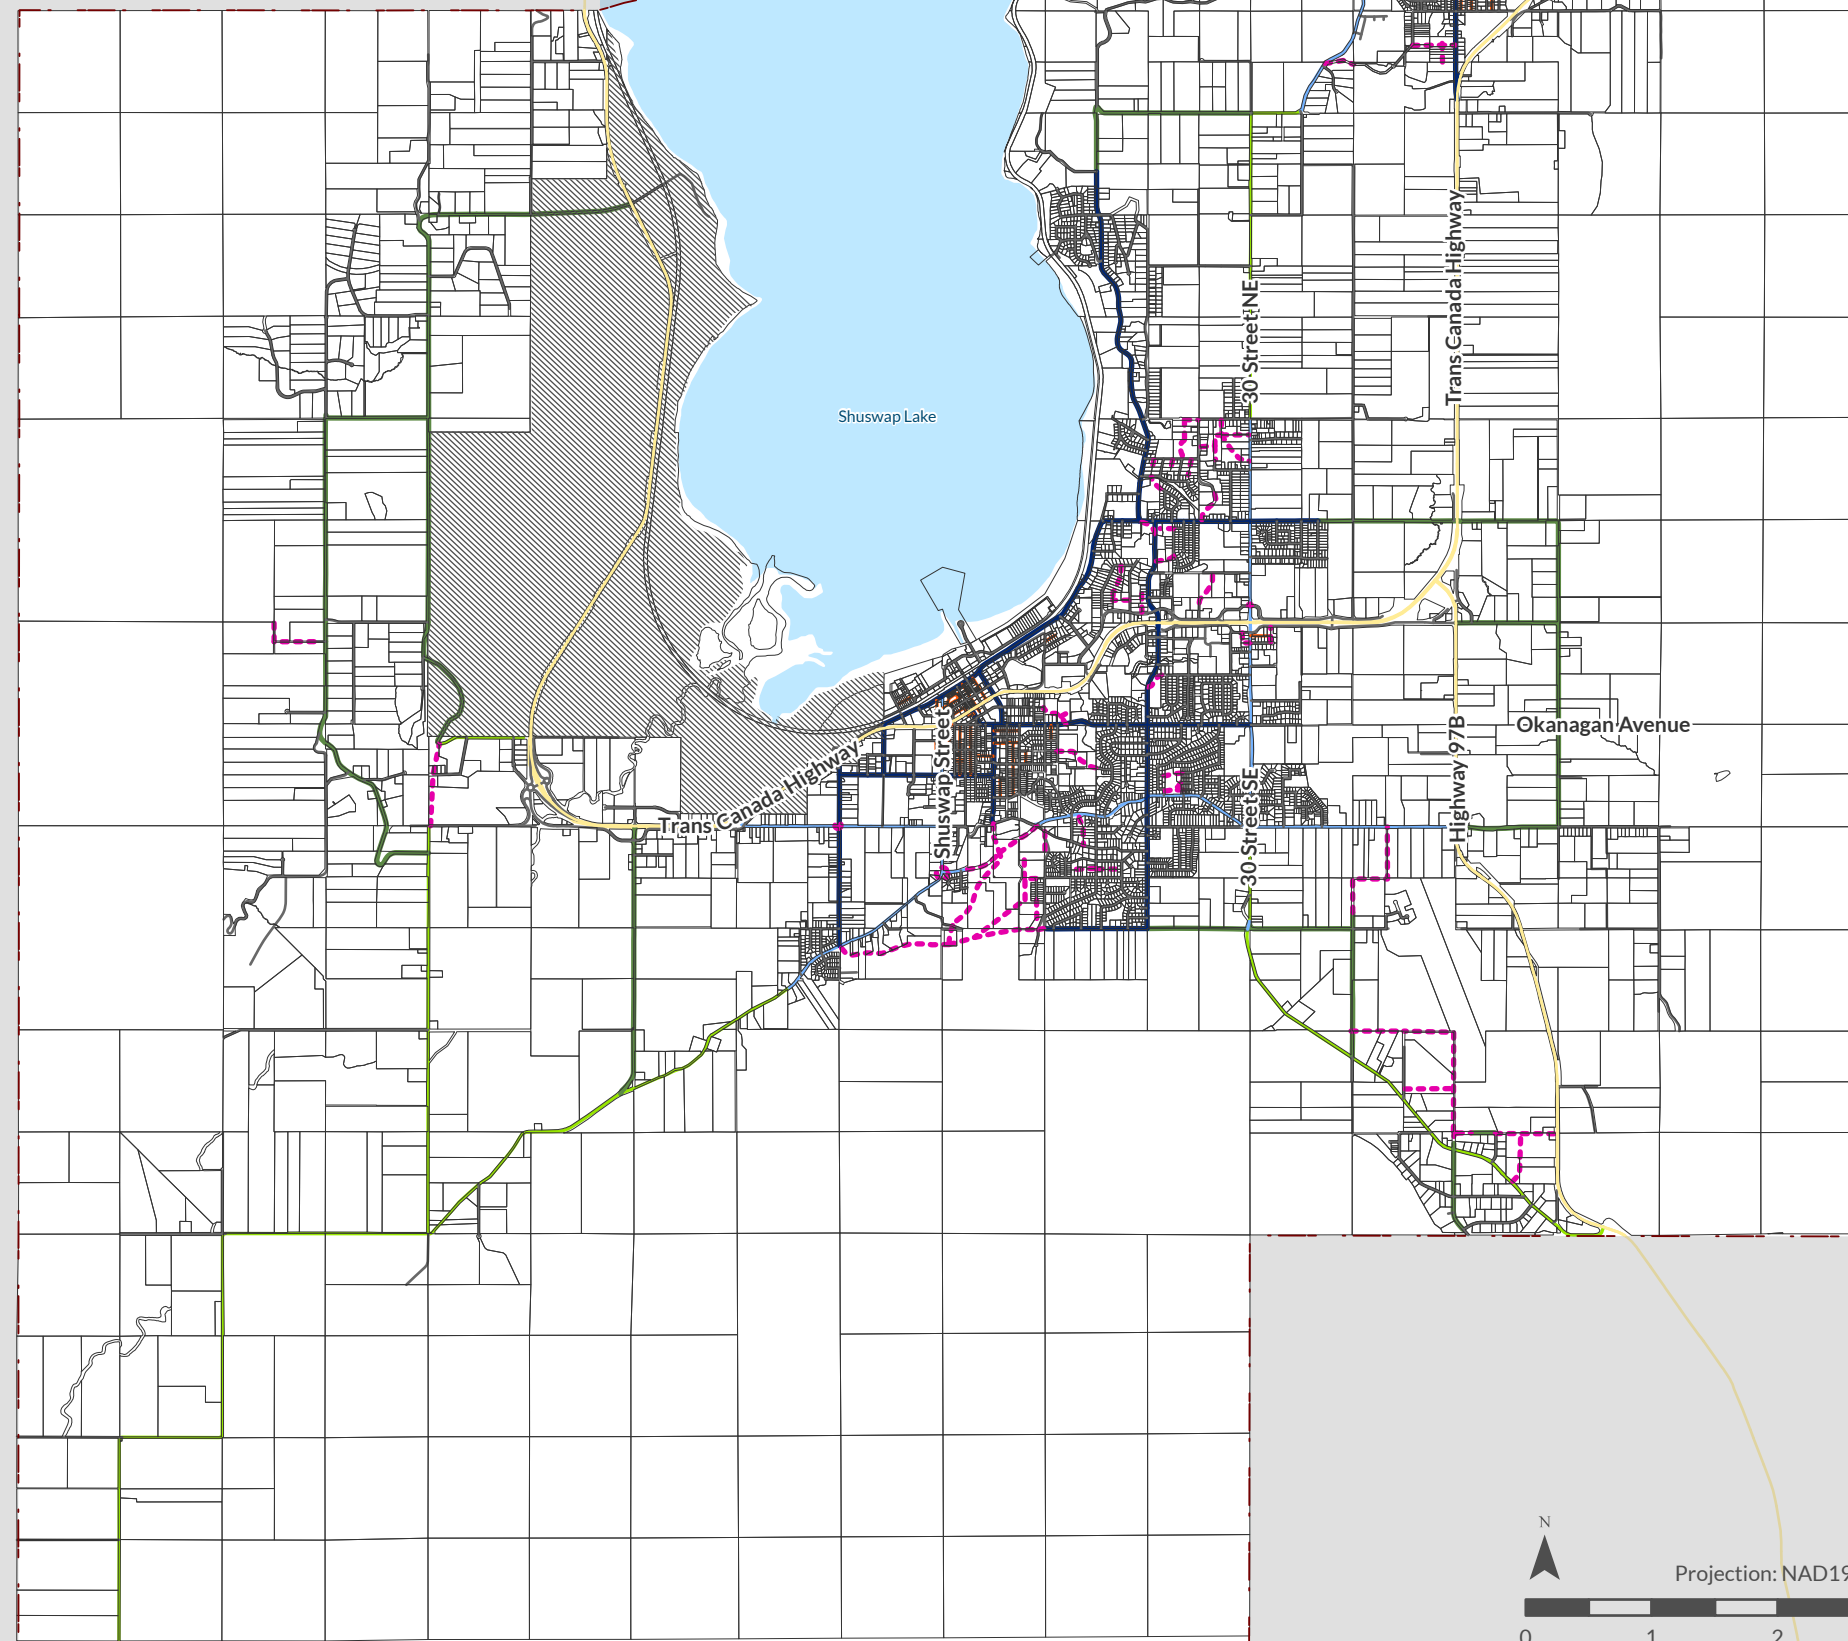 Trans Canada Highway
30 Street NE
Shuswap Lake
Okanagan Avenue
Highway 97B
Shuswap Street
Trans Canada Highway
30 Street SE
N
Projection: NAD19
0 1 2